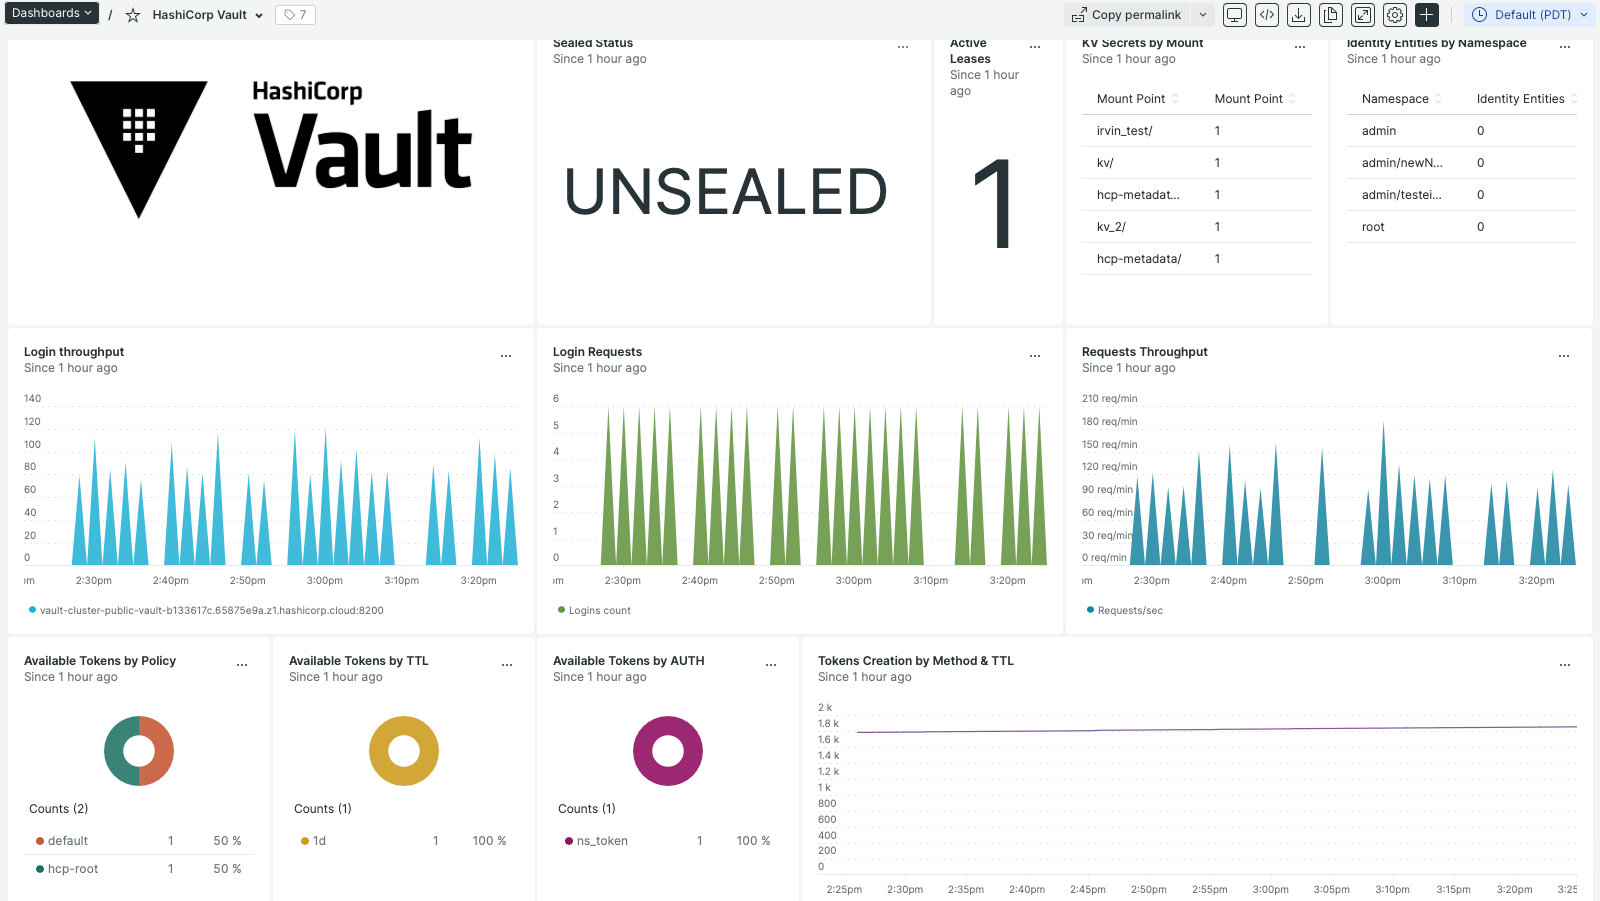 Dashboards
/
HashiCorp Vault
7
Copy permalink
Default (PDT)
HashiCorp
Vault
Sealed Status
Since 1 hour ago
UNSEALED
Active
Leases
Since 1 hour
ago
1
KV Secrets by Mount
Since 1 hour ago
Mount Point Mount Point
irvin_test/ 1
kv/ 1
hcp-metadat... 1
kv_2/ 1
hcp-metadata/ 1
Identity Entities by Namespace
Since 1 hour ago
Namespace Identity Entities
admin 0
admin/newN... 0
admin/testei... 0
root 0
Login throughput
Since 1 hour ago
140
120
100
80
60
40
20
0
pm 2:30pm 2:40pm 2:50pm 3:00pm 3:10pm 3:20pm
vault-cluster-public-vault-b133617c.65875e9a.z1.hashicorp.cloud:8200
Login Requests
Since 1 hour ago
6
5
4
3
2
1
0
pm 2:30pm 2:40pm 2:50pm 3:00pm 3:10pm 3:20pm
Logins count
Requests Throughput
Since 1 hour ago
210 req/min
180 req/min
150 req/min
120 req/min
90 req/min
60 req/min
30 req/min
0 req/min
pm 2:30pm 2:40pm 2:50pm 3:00pm 3:10pm 3:20pm
Requests/sec
Available Tokens by Policy
Since 1 hour ago
Counts (2)
default 1 50 %
hcp-root 1 50 %
Available Tokens by TTL
Since 1 hour ago
Counts (1)
1d 1 100 %
Available Tokens by AUTH
Since 1 hour ago
Counts (1)
ns_token 1 100 %
Tokens Creation by Method & TTL
Since 1 hour ago
2 k
1.8 k
1.6 k
1.4 k
1.2 k
1 k
800
600
400
200
0
2:25pm 2:30pm 2:35pm 2:40pm 2:45pm 2:50pm 2:55pm 3:00pm 3:05pm 3:10pm 3:15pm 3:20pm 3:25